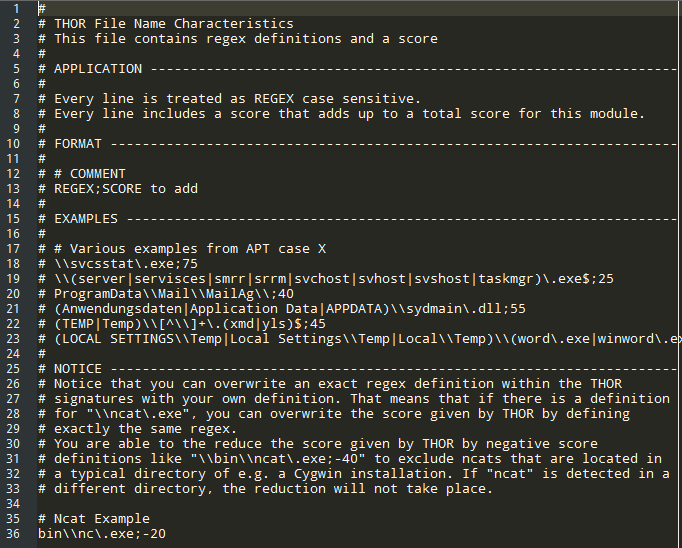 1 #
2 # THOR File Name Characteristics
3 # This file contains regex definitions and a score
4 #
5 # APPLICATION ------------------------------------------------------------------
6 #
7 # Every line is treated as REGEX case sensitive.
8 # Every line includes a score that adds up to a total score for this module.
9 #
10 # FORMAT -----------------------------------------------------------------------
11 #
12 # # COMMENT
13 # REGEX;SCORE to add
14 #
15 # EXAMPLES ---------------------------------------------------------------------
16 #
17 # # Various examples from APT case X
18 # \\svcsstat\.exe;75
19 # \\(server|servisces|smrr|srrm|svchost|svhost|svshost|taskmgr)\.exe$;25
20 # ProgramData\\Mail\\MailAg\\;40
21 # (Anwendungsdaten|Application Data|APPDATA)\\sydmain\.dll;55
22 # (TEMP|Temp)\\[^\\]+\.(xmd|yls)$;45
23 # (LOCAL SETTINGS\\Temp|Local Settings\\Temp|Local\\Temp)\\(word\.exe|winword\.ex
24 #
25 # NOTICE -----------------------------------------------------------------------
26 # Notice that you can overwrite an exact regex definition within the THOR
27 # signatures with your own definition. That means that if there is a definition
28 # for "\\ncat\.exe", you can overwrite the score given by THOR by defining
29 # exactly the same regex.
30 # You are able to the reduce the score given by THOR by negative score
31 # definitions like "\\bin\\ncat\.exe;-40" to exclude ncats that are located in
32 # a typical directory of e.g. a Cygwin installation. If "ncat" is detected in a
33 # different directory, the reduction will not take place.
34
35 # Ncat Example
36 bin\\nc\.exe;-20